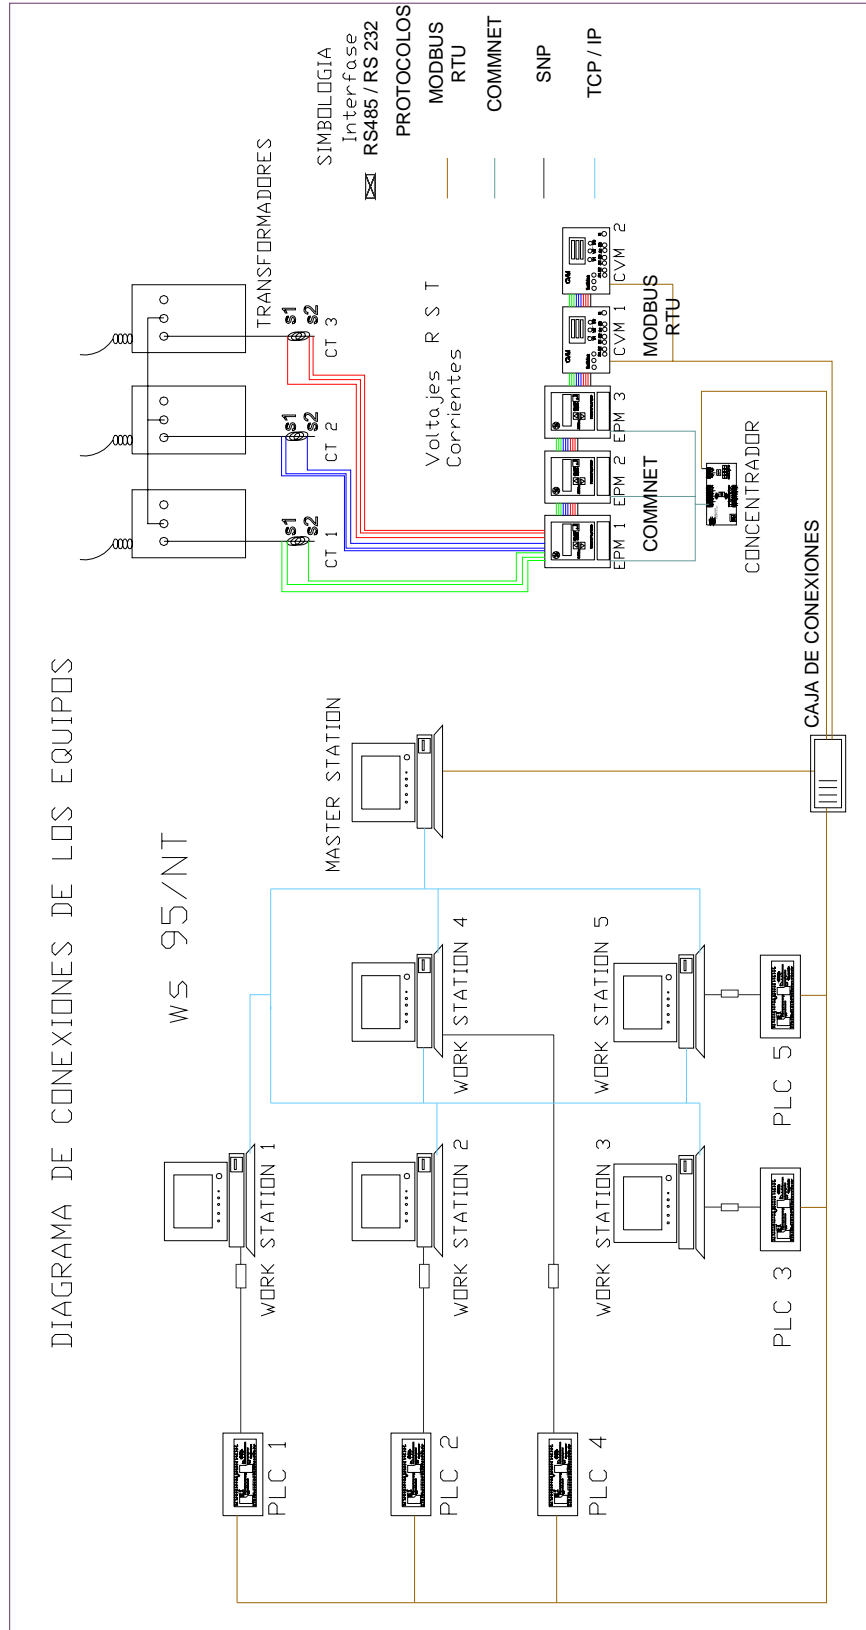 DIAGRAMA DE CONEXIONES DE LOS EQUIPOS
WS 95/NT
TRANSFORMADORES
S1
S2
CT 1
S1
S2
CT 2
S1
S2
CT 3
SIMBOLOGIA
Interfase
RS485 / RS 232
PROTOCOLOS
MODBUS
RTU
COMMNET
SNP
TCP / IP
Voltajes R S T
Corrientes
EPM 1
EPM 2
EPM 3
CVM 1
CVM 2
COMMNET
MODBUS
RTU
CONCENTRADOR
CAJA DE CONEXIONES
MASTER STATION
WORK STATION 1
WORK STATION 2
WORK STATION 3
WORK STATION 4
WORK STATION 5
PLC 1
PLC 2
PLC 4
PLC 3
PLC 5